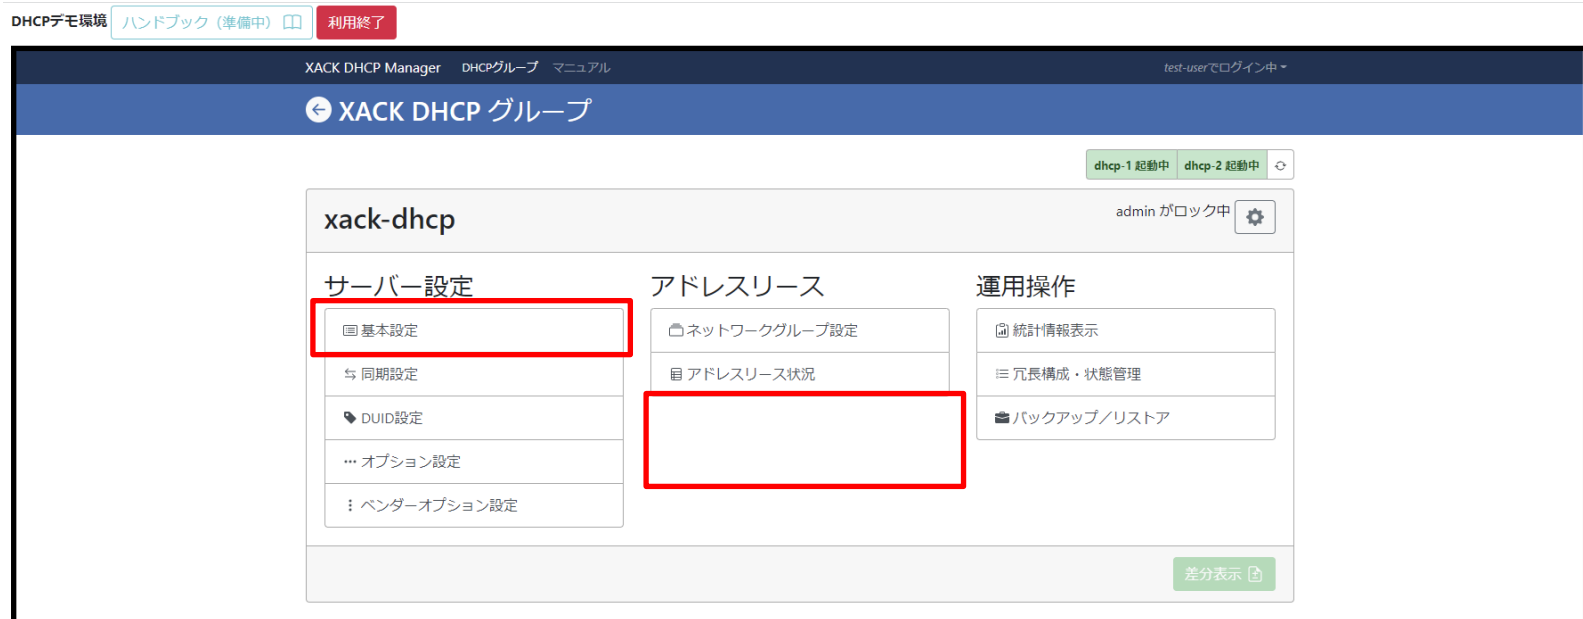 DHCPデモ環境 ハンドブック（準備中） 利用終了
XACK DHCP Manager DHCPグループ マニュアル test-userでログイン中
XACK DHCP グループ
dhcp-1 起動中 dhcp-2 起動中
xack-dhcp
admin がロック中
サーバー設定
基本設定
同期設定
DUID設定
オプション設定
ベンダーオプション設定
アドレスリース
ネットワークグループ設定
アドレスリース状況
運用操作
統計情報表示
冗長構成・状態管理
バックアップ／リストア
差分表示